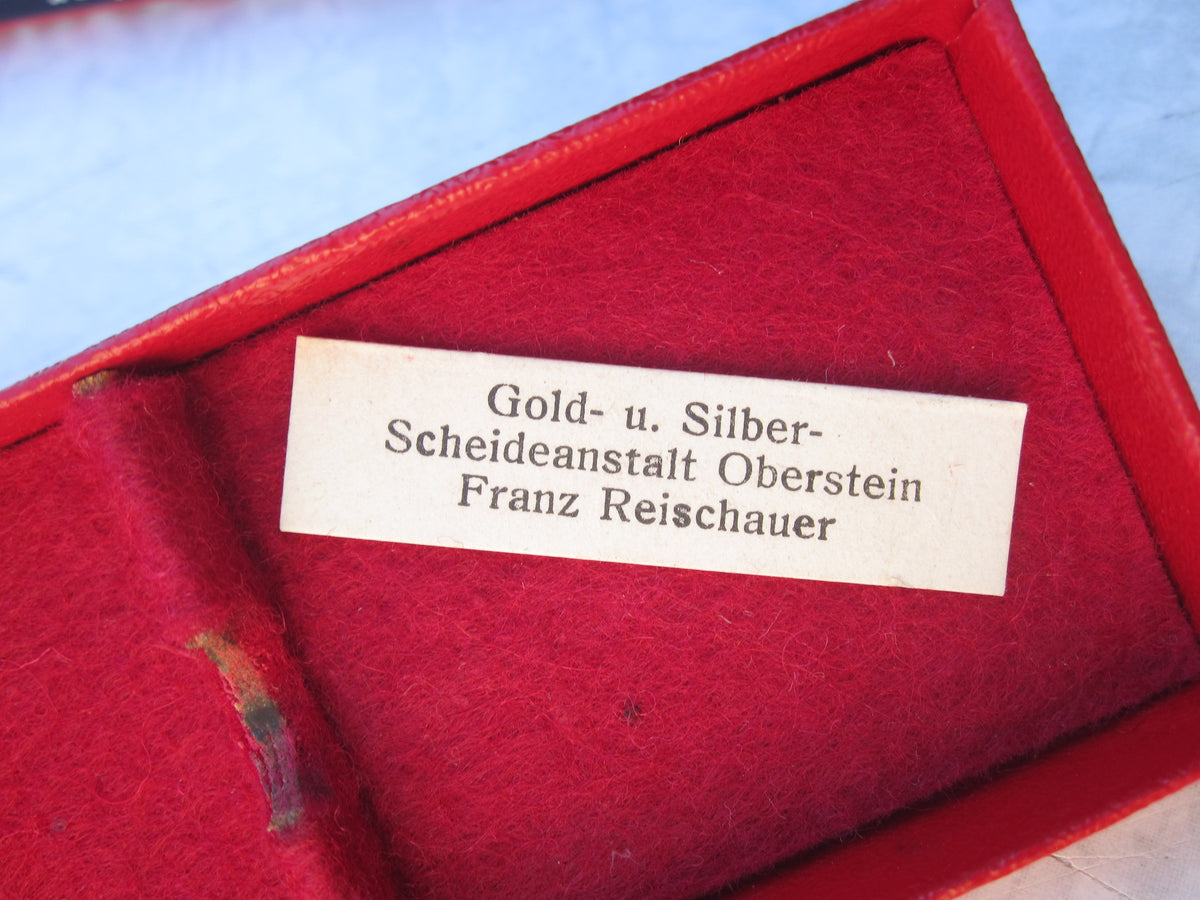 Gold- u. Silber-
Scheideanstalt Oberstein
Franz Reischauer